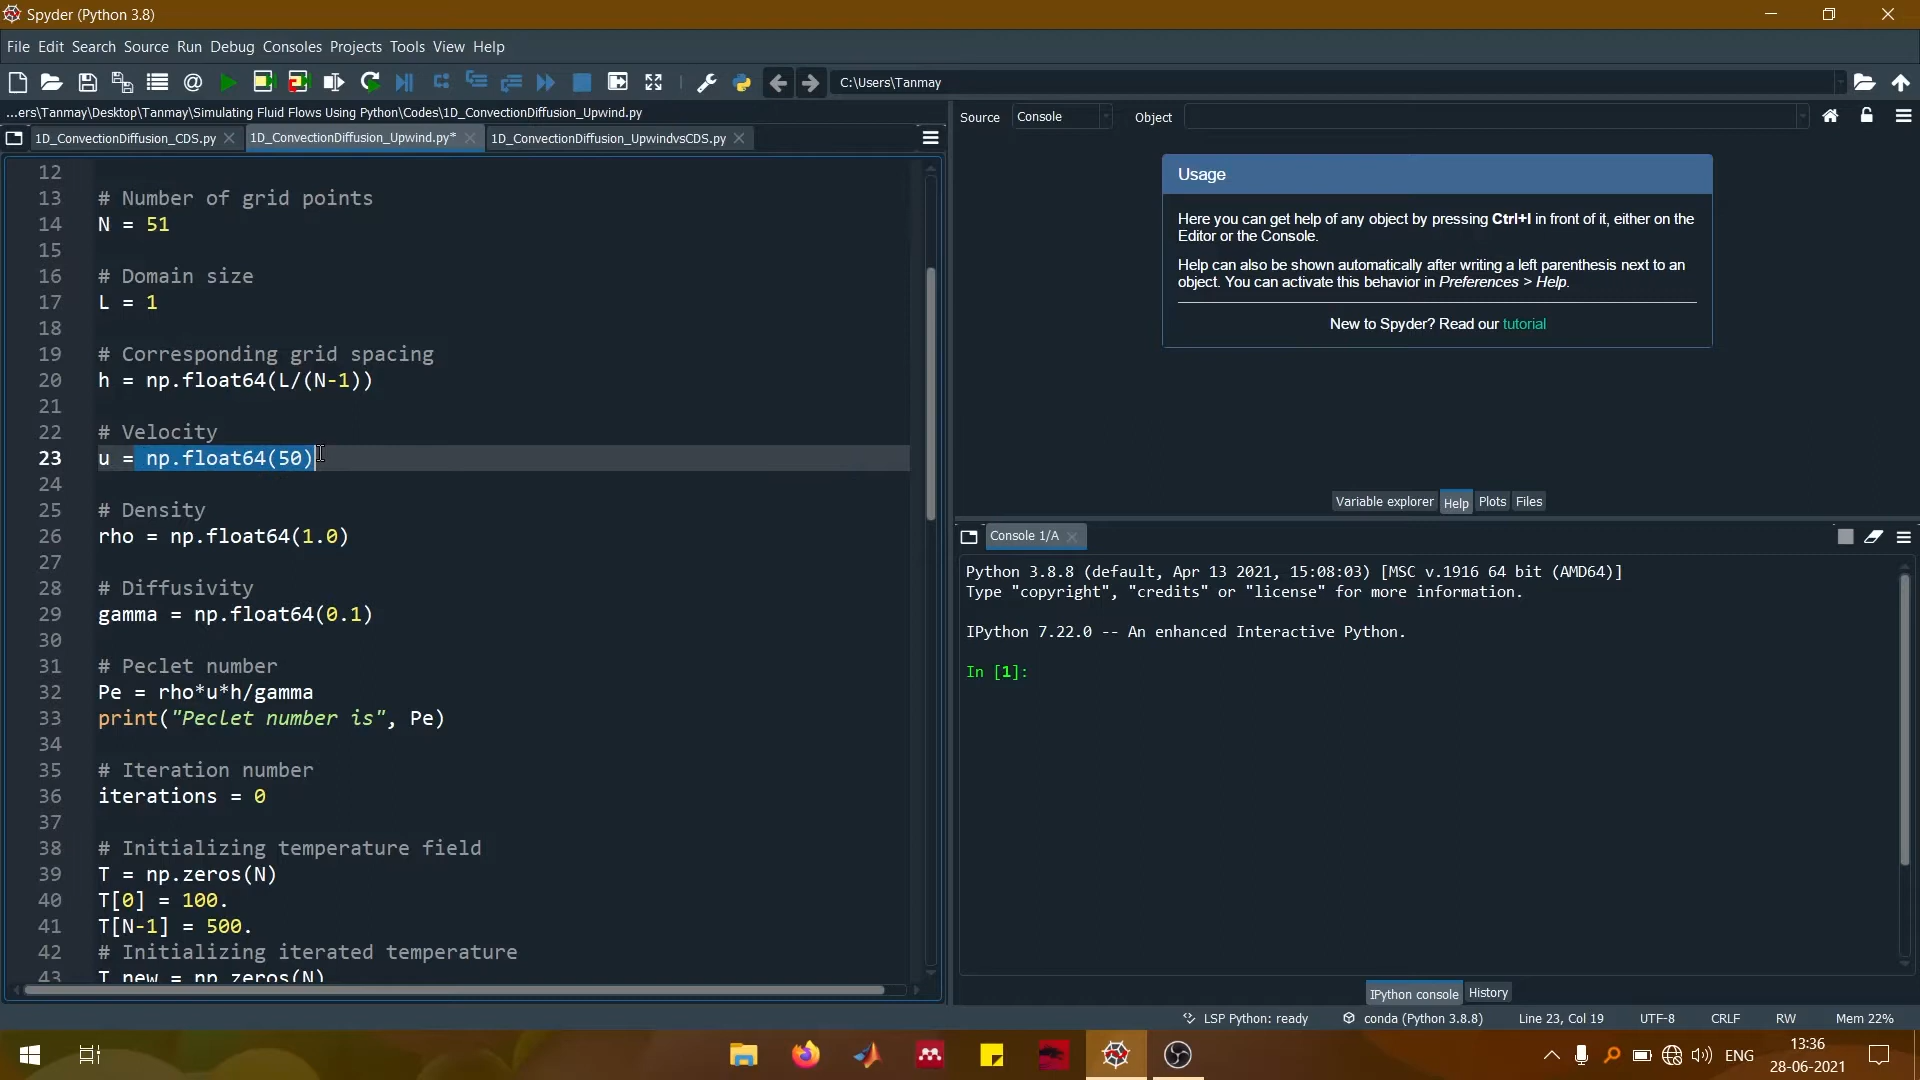 Spyder (Python 3.8)
File Edit Search Source Run Debug Consoles Projects Tools View Help
C:\Users\Tanmay
...ers\Tanmay\Desktop\Tanmay\Simulating Fluid Flows Using Python\Codes\1D_ConvectionDiffusion_Upwind.py
1D_ConvectionDiffusion_CDS.py 1D_ConvectionDiffusion_Upwind.py* 1D_ConvectionDiffusion_UpwindvsCDS.py
12
13 # Number of grid points
14 N = 51
15
16 # Domain size
17 L = 1
18
19 # Corresponding grid spacing
20 h = np.float64(L/(N-1))
21
22 # Velocity
23 u = np.float64(50)
24
25 # Density
26 rho = np.float64(1.0)
27
28 # Diffusivity
29 gamma = np.float64(0.1)
30
31 # Peclet number
32 Pe = rho*u*h/gamma
33 print("Peclet number is", Pe)
34
35 # Iteration number
36 iterations = 0
37
38 # Initializing temperature field
39 T = np.zeros(N)
40 T[0] = 100.
41 T[N-1] = 500.
42 # Initializing iterated temperature
43 T_new = np.zeros(N)
Source Console Object
Usage
Here you can get help of any object by pressing Ctrl+I in front of it, either on the
Editor or the Console.
Help can also be shown automatically after writing a left parenthesis next to an
object. You can activate this behavior in Preferences > Help.
New to Spyder? Read our tutorial
Variable explorer Help Plots Files
Console 1/A
Python 3.8.8 (default, Apr 13 2021, 15:08:03) [MSC v.1916 64 bit (AMD64)]
Type "copyright", "credits" or "license" for more information.
IPython 7.22.0 -- An enhanced Interactive Python.
In [1]:
IPython console History
LSP Python: ready conda (Python 3.8.8) Line 23, Col 19 UTF-8 CRLF RW Mem 22%
ENG
13:36
28-06-2021